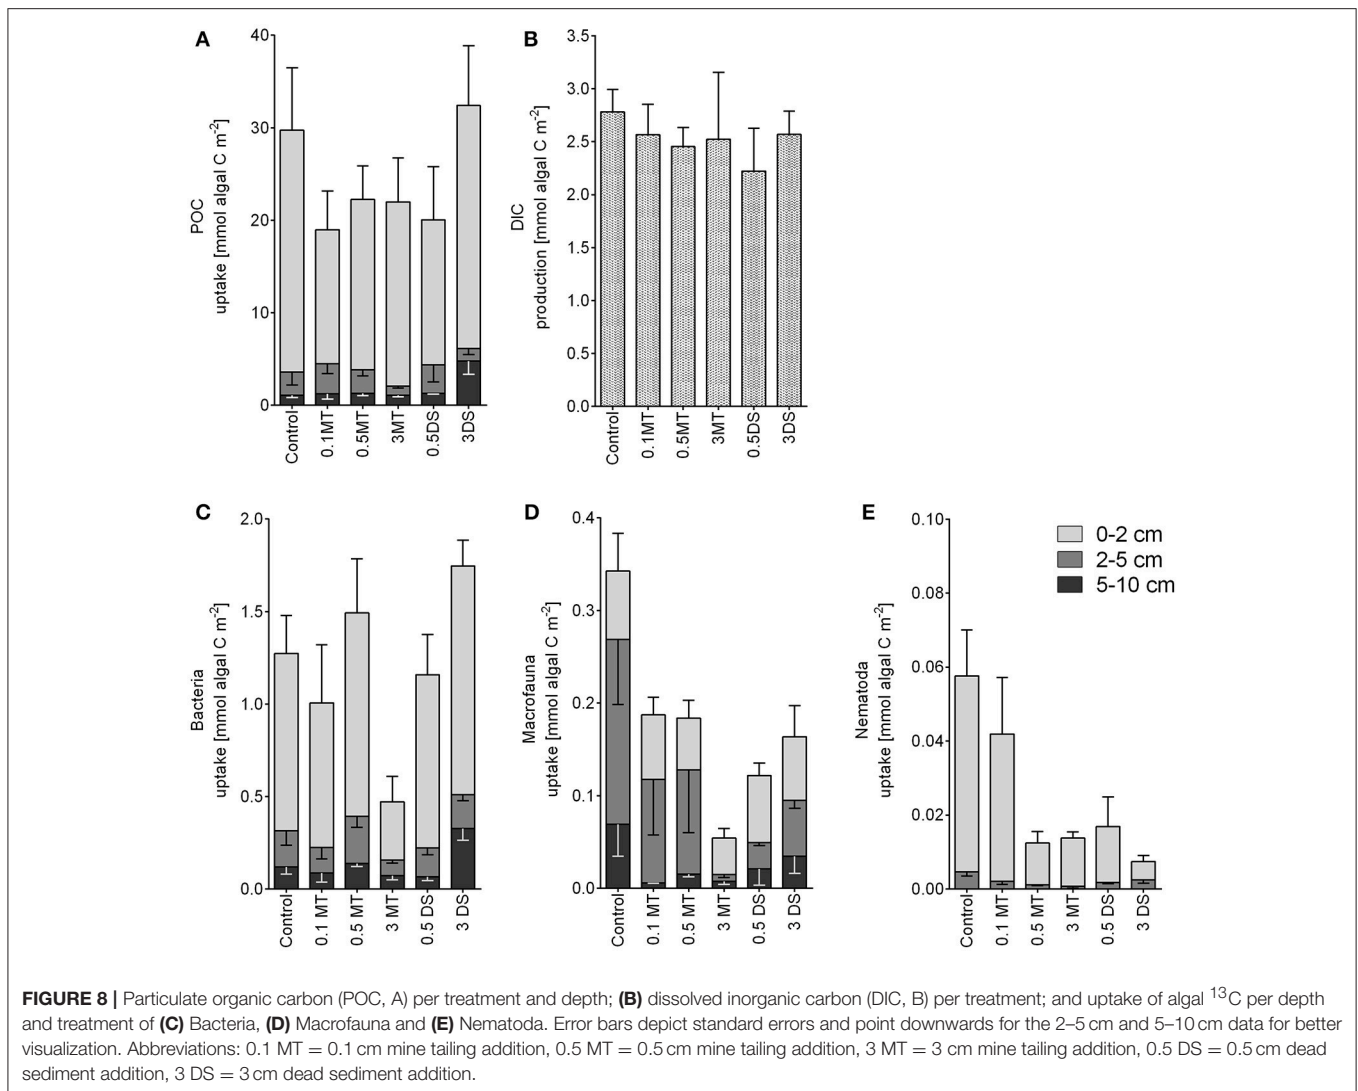 A
POC
uptake [mmol algal C m⁻²]
40
30
20
10
0
Control
0.1MT
0.5MT
3MT
0.5DS
3DS
B
DIC
production [mmol algal C m⁻²]
3.5
3.0
2.5
2.0
1.5
1.0
0.5
0.0
Control
0.1MT
0.5MT
3MT
0.5DS
3DS
C
Bacteria
uptake [mmol algal C m⁻²]
2.0
1.5
1.0
0.5
0.0
Control
0.1 MT
0.5 MT
3 MT
0.5 DS
3 DS
D
Macrofauna
uptake [mmol algal C m⁻²]
0.4
0.3
0.2
0.1
0.0
Control
0.1 MT
0.5 MT
3 MT
0.5 DS
3 DS
E
Nematoda
uptake [mmol algal C m⁻²]
0.10
0.08
0.06
0.04
0.02
0.00
Control
0.1 MT
0.5 MT
3 MT
0.5 DS
3 DS
0-2 cm
2-5 cm
5-10 cm
FIGURE 8 | Particulate organic carbon (POC, A) per treatment and depth; (B) dissolved inorganic carbon (DIC, B) per treatment; and uptake of algal ¹³C per depth
and treatment of (C) Bacteria, (D) Macrofauna and (E) Nematoda. Error bars depict standard errors and point downwards for the 2–5 cm and 5–10 cm data for better
visualization. Abbreviations: 0.1 MT = 0.1 cm mine tailing addition, 0.5 MT = 0.5 cm mine tailing addition, 3 MT = 3 cm mine tailing addition, 0.5 DS = 0.5 cm dead
sediment addition, 3 DS = 3 cm dead sediment addition.